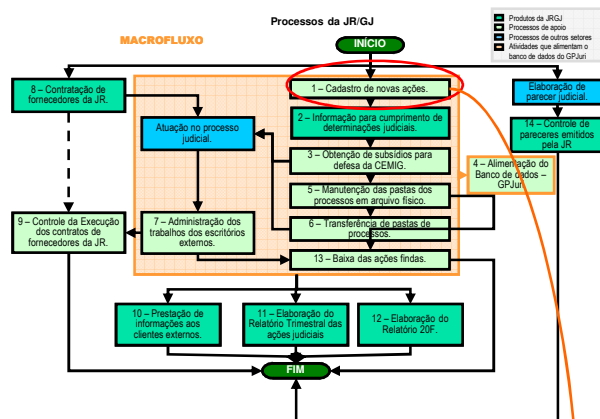 Processos da JR/GJ
MACROFLUXO
INÍCIO
Produtos da JRGJ
Processos de apoio
Processos de outros setores
Atividades que alimentam o
banco de dados do GPJuri
8 – Contratação de
fornecedores da JR.
1 – Cadastro de novas ações.
Elaboração de
parecer judicial.
2 – Informação para cumprimento de
determinações judiciais.
Atuação no processo
judicial.
14 – Controle de
pareceres emitidos
pela JR
3 – Obtenção de subsídios para
defesa da CEMIG.
4 – Alimentação do
Banco de dados –
GPJuri
5 – Manutenção das pastas dos
processos em arquivo físico.
9 – Controle da Execução
dos contratos de
fornecedores da JR.
7 – Administração dos
trabalhos dos escritórios
externos.
6 – Transferência de pastas de
processos.
13 – Baixa das ações findas.
10 – Prestação de
informações aos
clientes externos.
11 – Elaboração do
Relatório Trimestral das
ações judiciais
12 – Elaboração do
Relatório 20F.
FIM